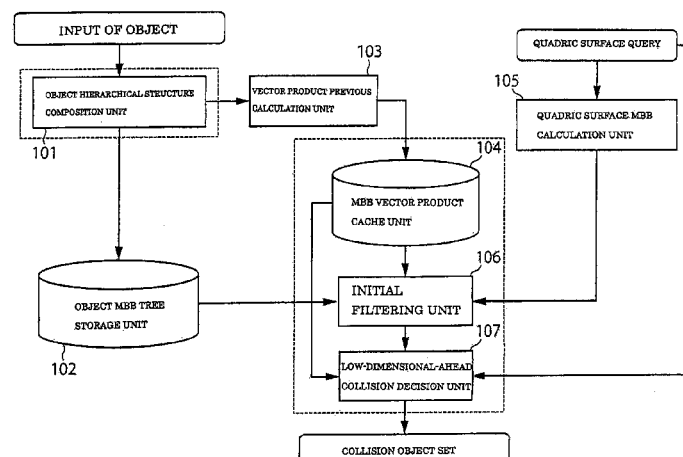 INPUT OF OBJECT
103
QUADRIC SURFACE QUERY
OBJECT HIERARCHICAL STRUCTURE
COMPOSITION UNIT
VECTOR PRODUCT PREVIOUS
CALCULATION UNIT
105
QUADRIC SURFACE MBB
CALCULATION UNIT
101
104
MBB VECTOR PRODUCT
CACHE UNIT
106
INITIAL
FILTERING UNIT
OBJECT MBB TREE
STORAGE UNIT
107
102
LOW-DIMENSIONAL-AHEAD
COLLISION DECISION UNIT
COLLISION OBJECT SET